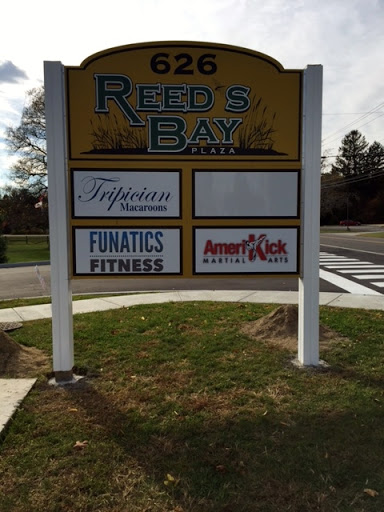 626
REED'S
BAY
PLAZA
Tripician
Macaroons
FUNATICS
FITNESS
AmeriKick
MARTIAL ARTS